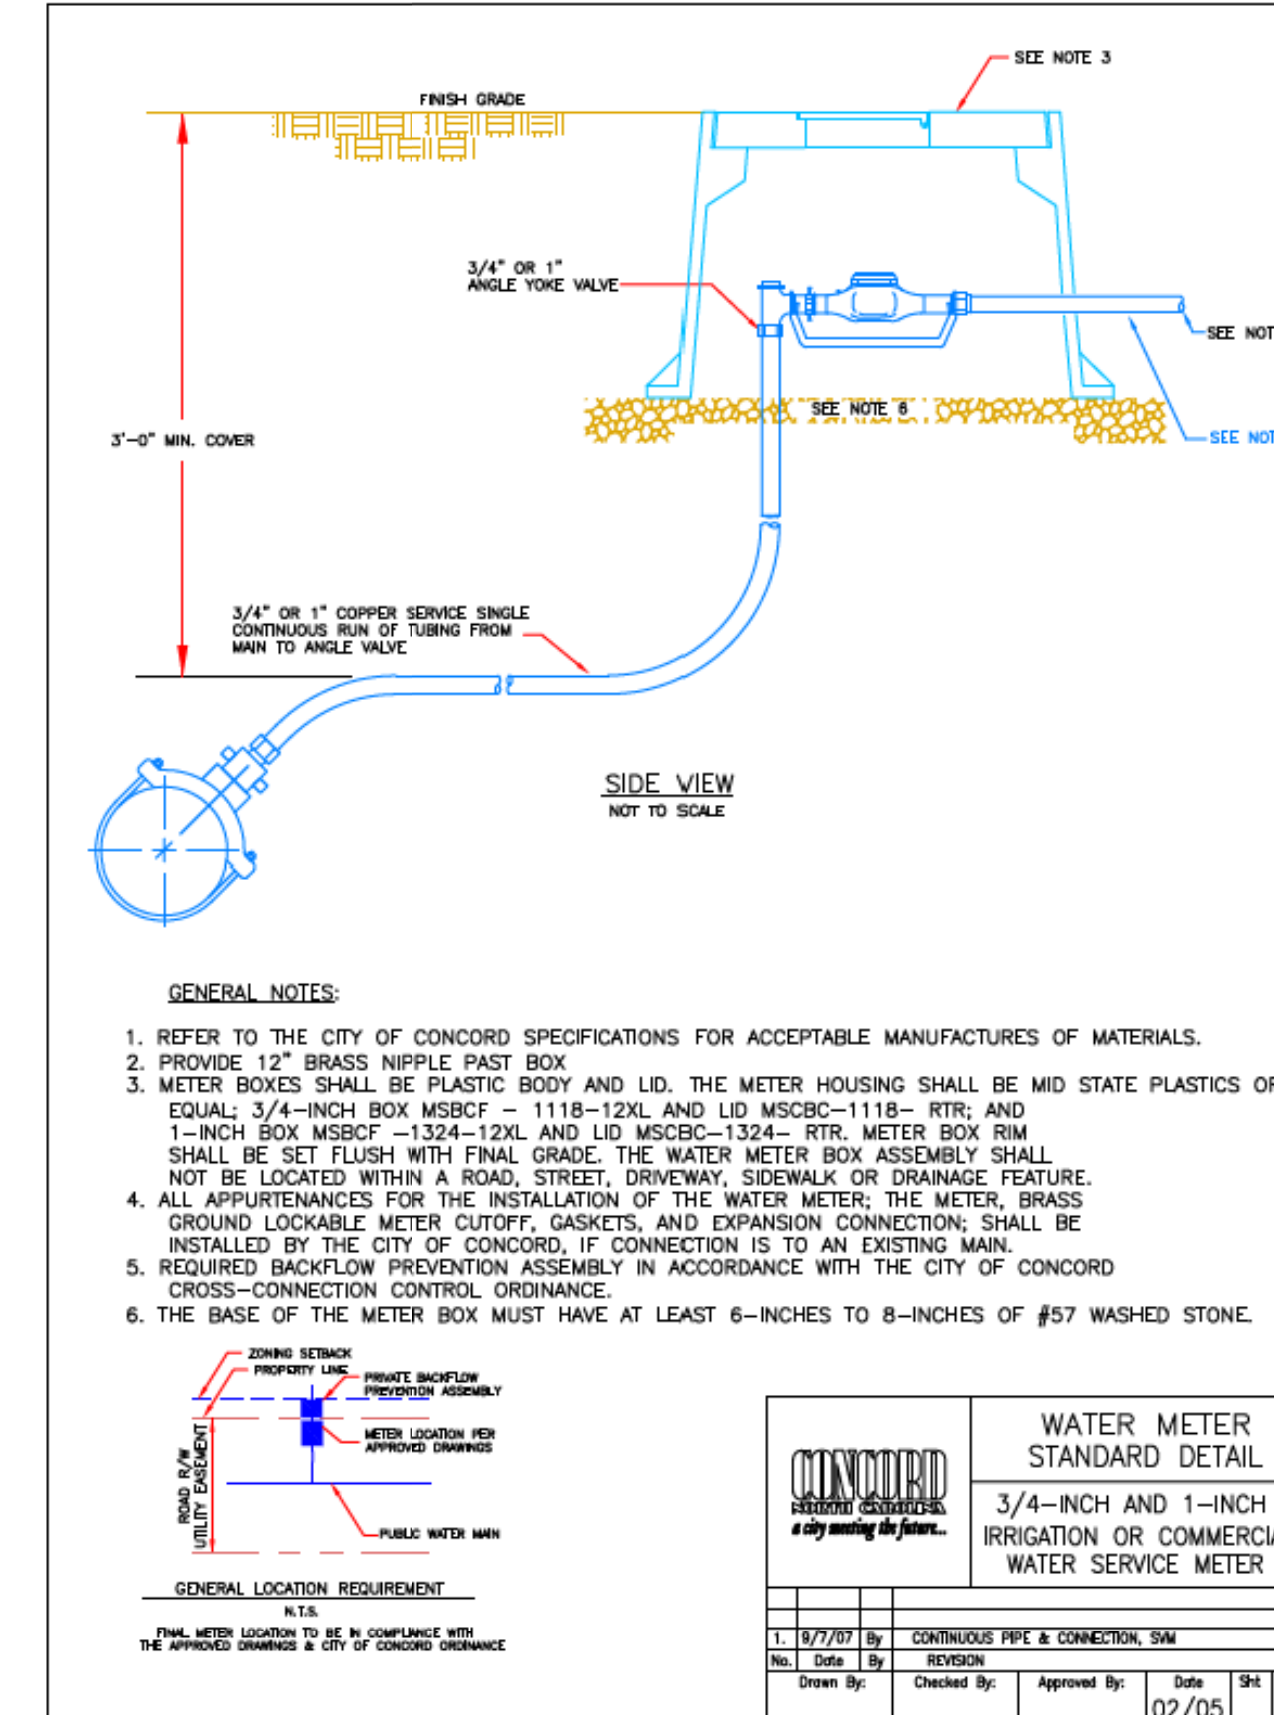 SEE NOTE 3
FINISH GRADE
3/4" OR 1"
ANGLE YOKE VALVE
SEE NOT
SEE NOTE 6
SEE NOT
3'-0" MIN. COVER
3/4" OR 1" COPPER SERVICE SINGLE
CONTINUOUS RUN OF TUBING FROM
MAIN TO ANGLE VALVE
SIDE VIEW
NOT TO SCALE
GENERAL NOTES:
1. REFER TO THE CITY OF CONCORD SPECIFICATIONS FOR ACCEPTABLE MANUFACTURES OF MATERIALS.
2. PROVIDE 12" BRASS NIPPLE PAST BOX
3. METER BOXES SHALL BE PLASTIC BODY AND LID. THE METER HOUSING SHALL BE MID STATE PLASTICS OR
EQUAL; 3/4-INCH BOX MSBCF - 1118-12XL AND LID MSCBC-1118- RTR; AND
1-INCH BOX MSBCF -1324-12XL AND LID MSCBC-1324- RTR. METER BOX RIM
SHALL BE SET FLUSH WITH FINAL GRADE. THE WATER METER BOX ASSEMBLY SHALL
NOT BE LOCATED WITHIN A ROAD, STREET, DRIVEWAY, SIDEWALK OR DRAINAGE FEATURE.
4. ALL APPURTENANCES FOR THE INSTALLATION OF THE WATER METER; THE METER, BRASS
GROUND LOCKABLE METER CUTOFF, GASKETS, AND EXPANSION CONNECTION; SHALL BE
INSTALLED BY THE CITY OF CONCORD, IF CONNECTION IS TO AN EXISTING MAIN.
5. REQUIRED BACKFLOW PREVENTION ASSEMBLY IN ACCORDANCE WITH THE CITY OF CONCORD
CROSS-CONNECTION CONTROL ORDINANCE.
6. THE BASE OF THE METER BOX MUST HAVE AT LEAST 6-INCHES TO 8-INCHES OF #57 WASHED STONE.
ZONING SETBACK
PROPERTY LINE
PRIVATE BACKFLOW
PREVENTION ASSEMBLY
METER LOCATION PER
APPROVED DRAWINGS
ROAD R/W
UTILITY EASEMENT
PUBLIC WATER MAIN
GENERAL LOCATION REQUIREMENT
N.T.S.
FINAL METER LOCATION TO BE IN COMPLIANCE WITH
THE APPROVED DRAWINGS & CITY OF CONCORD ORDINANCE
CONCORD
NORTH CAROLINA
a city meeting the future...
WATER METER
STANDARD DETAIL
3/4-INCH AND 1-INCH
IRRIGATION OR COMMERCIA
WATER SERVICE METER
1. 9/7/07 By CONTINUOUS PIPE & CONNECTION, SVM
No. Date By REVISION
Drawn By: Checked By: Approved By: Date Sht
02/05